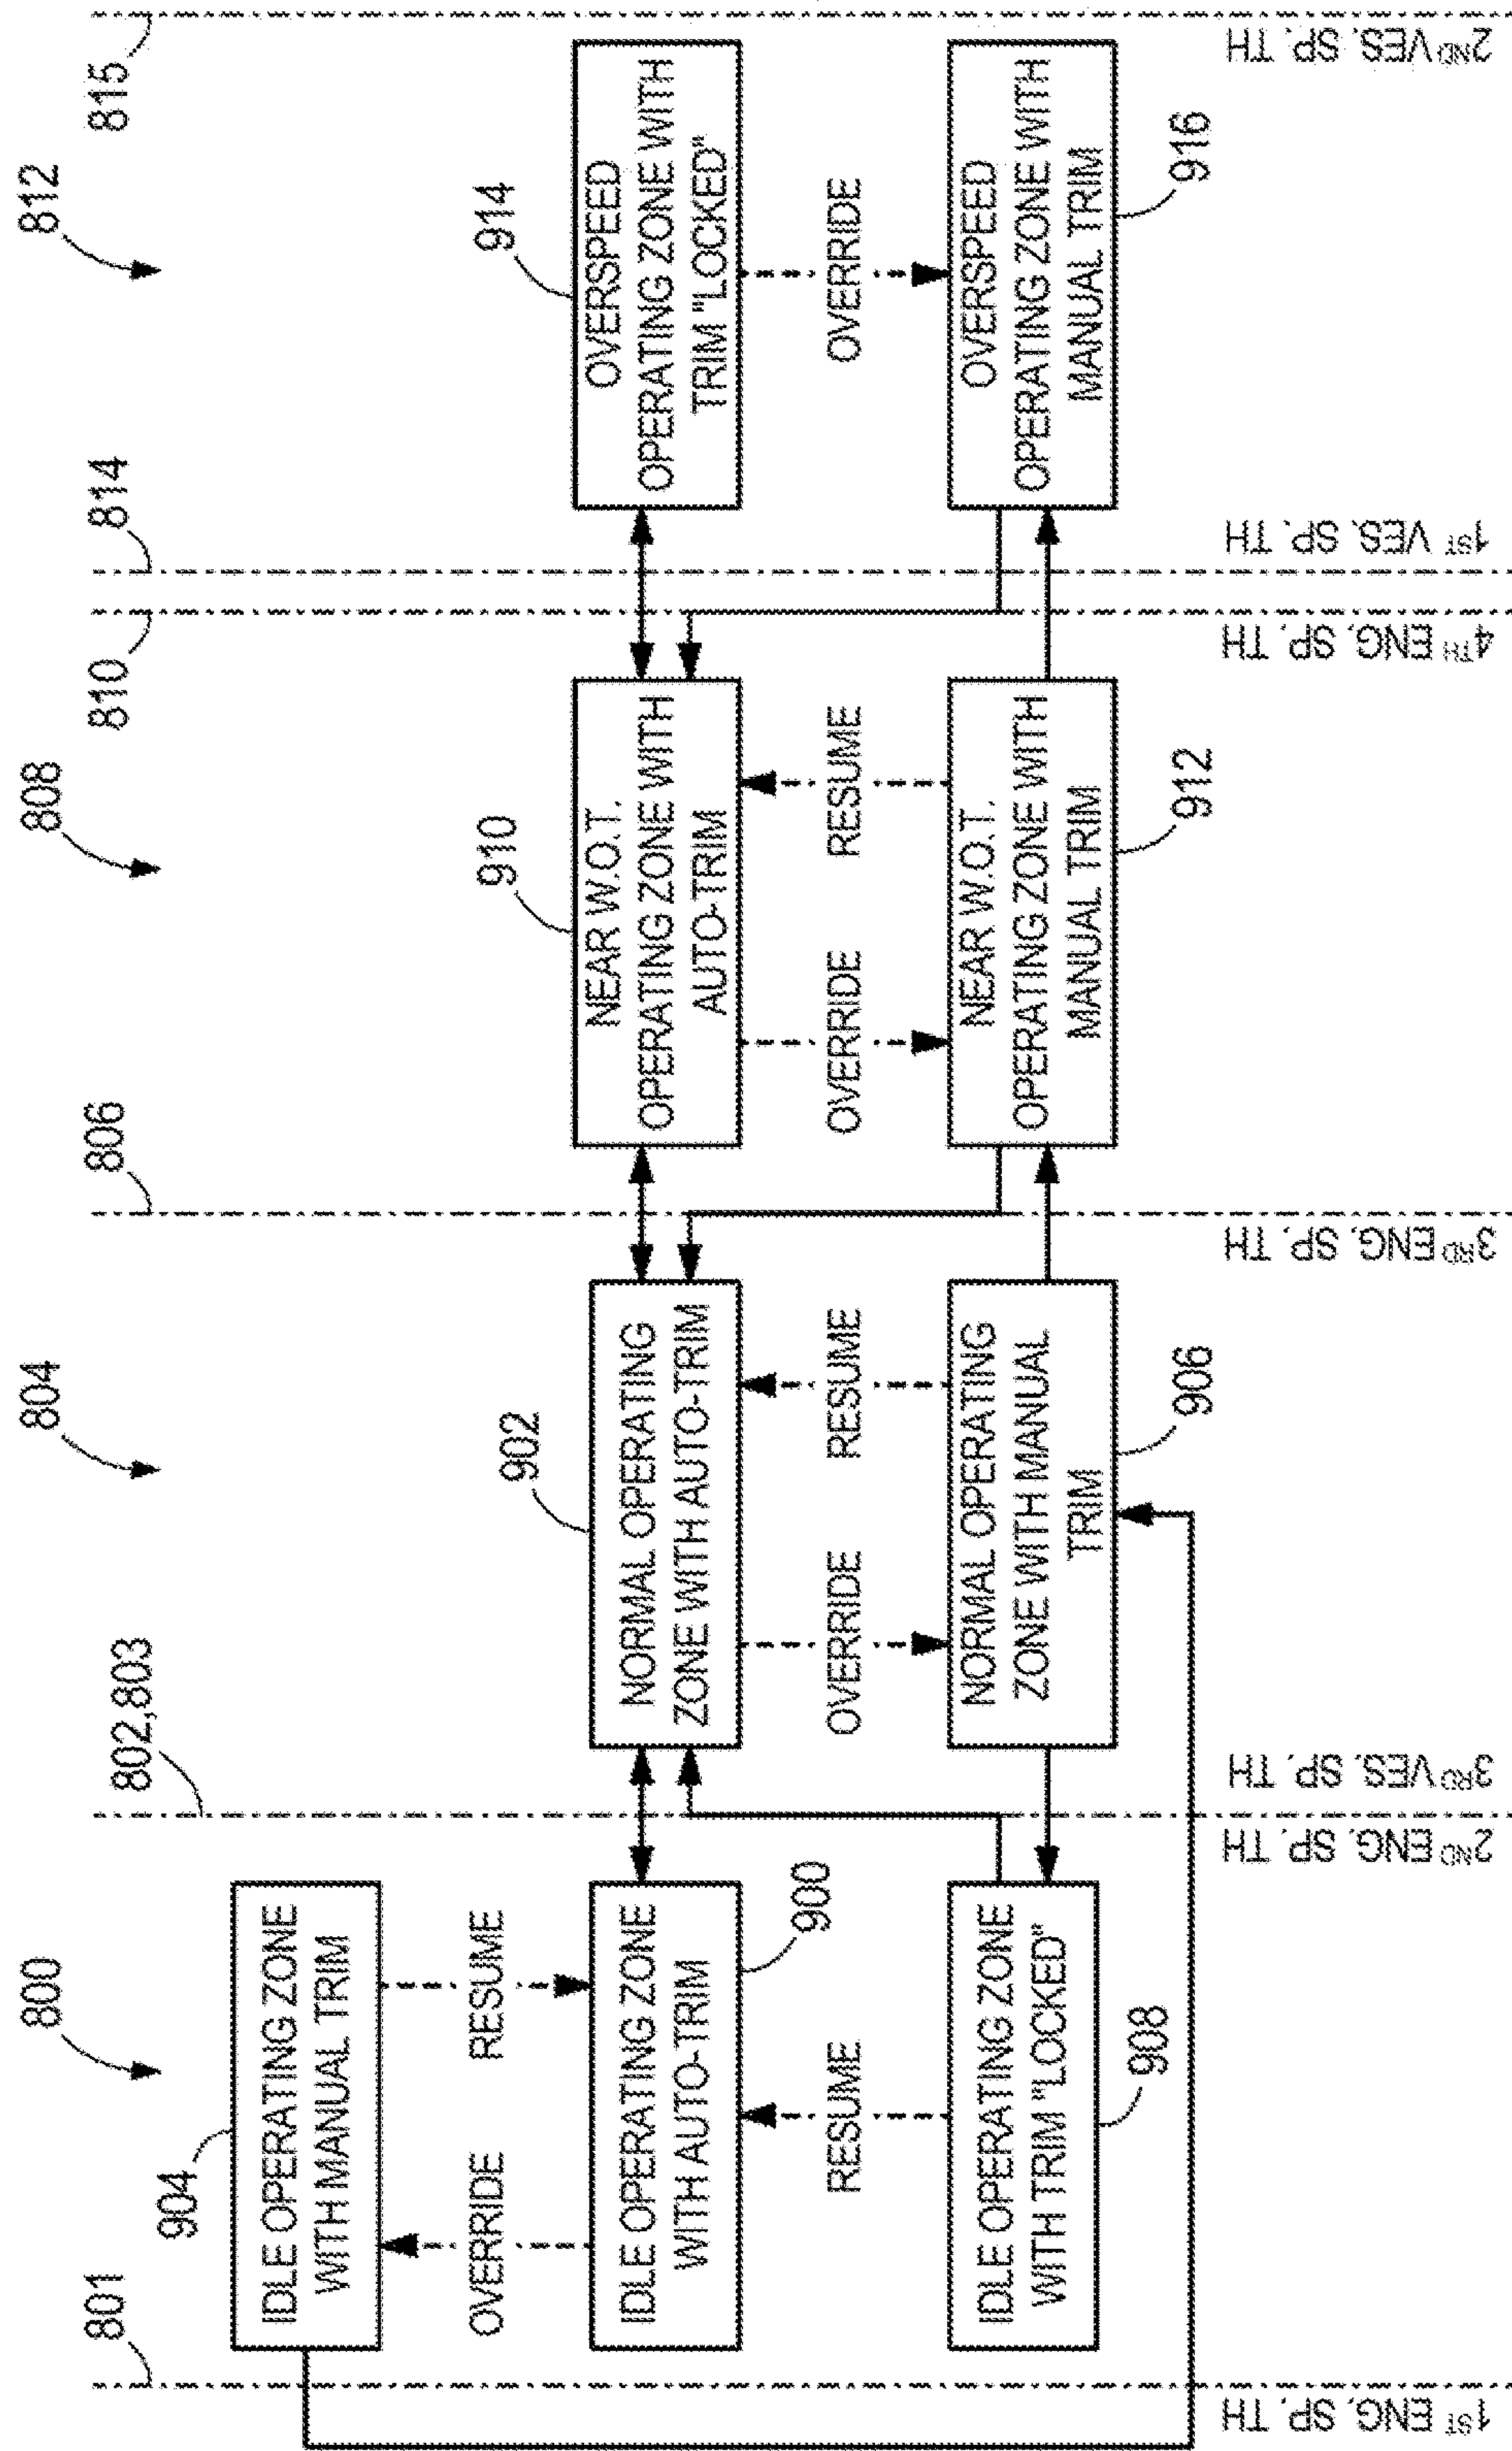 800
804
808
812
801
802,803
806
810
814
815
904
IDLE OPERATING ZONE
WITH MANUAL TRIM
OVERRIDE
RESUME
IDLE OPERATING ZONE
WITH AUTO-TRIM
900
RESUME
IDLE OPERATING ZONE
WITH TRIM "LOCKED"
908
902
NORMAL OPERATING
ZONE WITH AUTO-TRIM
OVERRIDE
RESUME
NORMAL OPERATING
ZONE WITH MANUAL
TRIM
906
910
NEAR W.O.T.
OPERATING ZONE WITH
AUTO-TRIM
OVERRIDE
RESUME
NEAR W.O.T.
OPERATING ZONE WITH
MANUAL TRIM
912
914
OVERSPEED
OPERATING ZONE WITH
TRIM "LOCKED"
OVERRIDE
OVERSPEED
OPERATING ZONE WITH
MANUAL TRIM
916
1ST ENG. SP. TH
2ND ENG. SP. TH
3RD VES. SP. TH
3RD ENG. SP. TH
4TH ENG. SP. TH
1ST VES. SP. TH
2ND VES. SP. TH